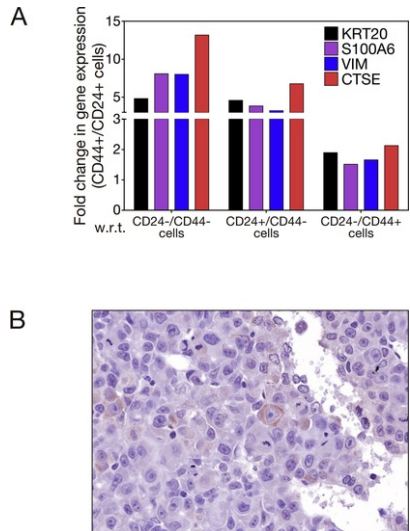 A
Fold change in gene expression
(CD44+/CD24+ cells)
15
10
5
3
2
1
0
KRT20
S100A6
VIM
CTSE
w.r.t.
CD24-/CD44-
cells
CD24+/CD44-
cells
CD24-/CD44+
cells
B